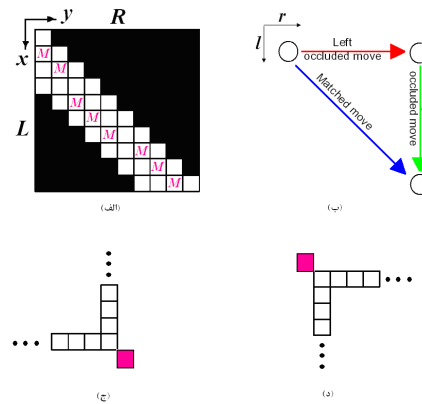 y R
x
L
M
M
M
M
M
M
M
M
(الف)
r
l
Left
occluded move
Matched move
occluded move
(ب)
(ج)
(د)